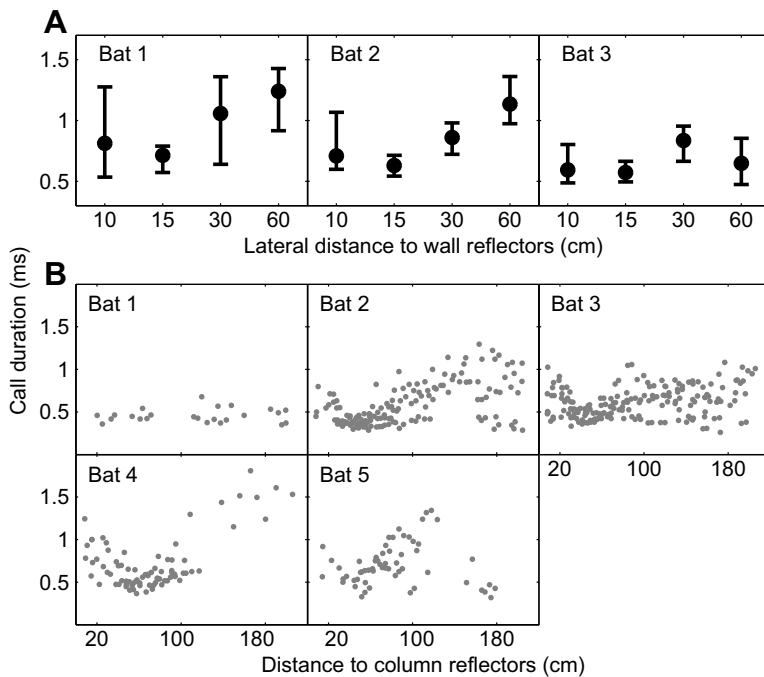 A
Bat 1 Bat 2 Bat 3
1.5
1
0.5
10 15 30 60 10 15 30 60 10 15 30 60
Lateral distance to wall reflectors (cm)
B
Call duration (ms)
Bat 1 Bat 2 Bat 3
1.5
1
0.5
20 100 180
Bat 4 Bat 5
1.5
1
0.5
20 100 180 20 100 180
Distance to column reflectors (cm)